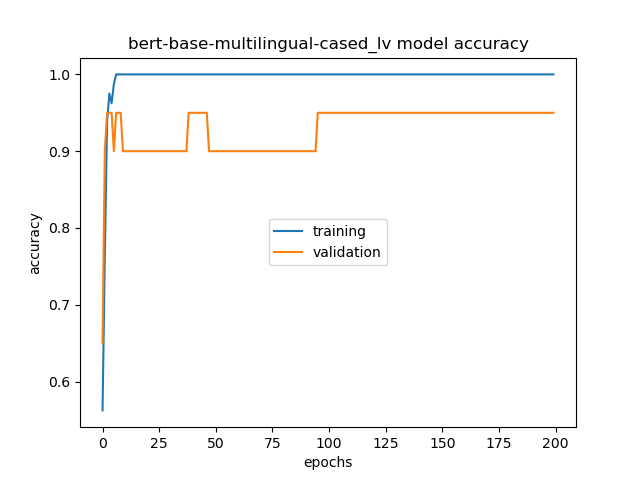 bert-base-multilingual-cased_lv model accuracy
1.0
0.9
0.8
0.7
0.6
accuracy
training
validation
0 25 50 75 100 125 150 175 200
epochs